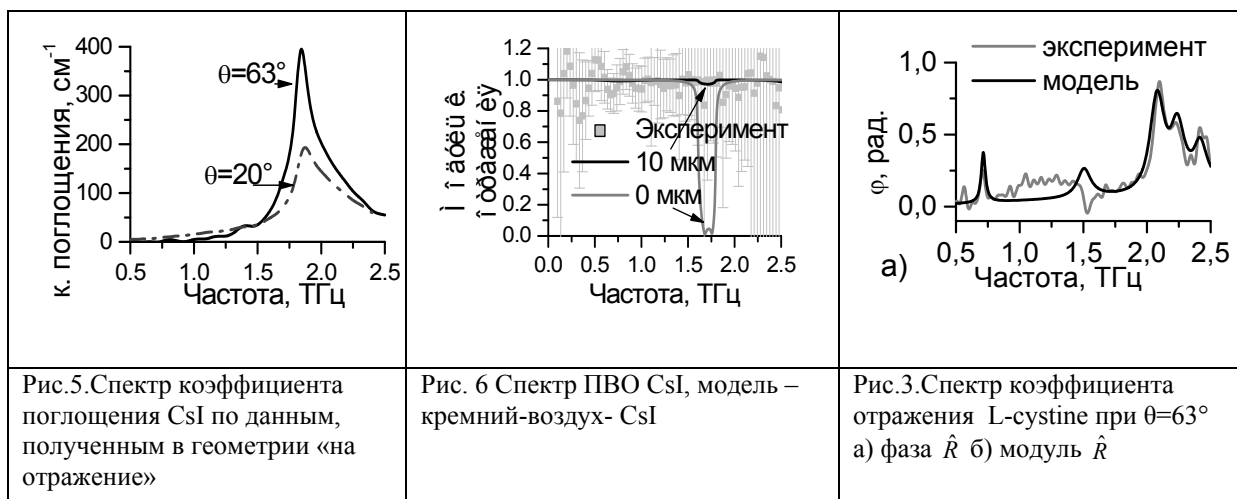 400
300
200
100
0
к. поглощения, см⁻¹
θ=63°
θ=20°
0.5 1.0 1.5 2.0 2.5
Частота, ТГц
1.2
1.0
0.8
0.6
0.4
0.2
0.0
Эксперимент
10 мкм
0 мкм
0.0 0.5 1.0 1.5 2.0 2.5
Частота, ТГц
эксперимент
модель
1,0
0,5
0,0
φ, рад.
0,5 1,0 1,5 2,0 2,5
а)
Частота, ТГц
Рис.5.Спектр коэффициента
поглощения CsI по данным,
полученным в геометрии «на
отражение»
Рис. 6 Спектр ПВО CsI, модель –
кремний-воздух- CsI
Рис.3.Спектр коэффициента
отражения L-cystine при θ=63°
а) фаза R̂ б) модуль R̂